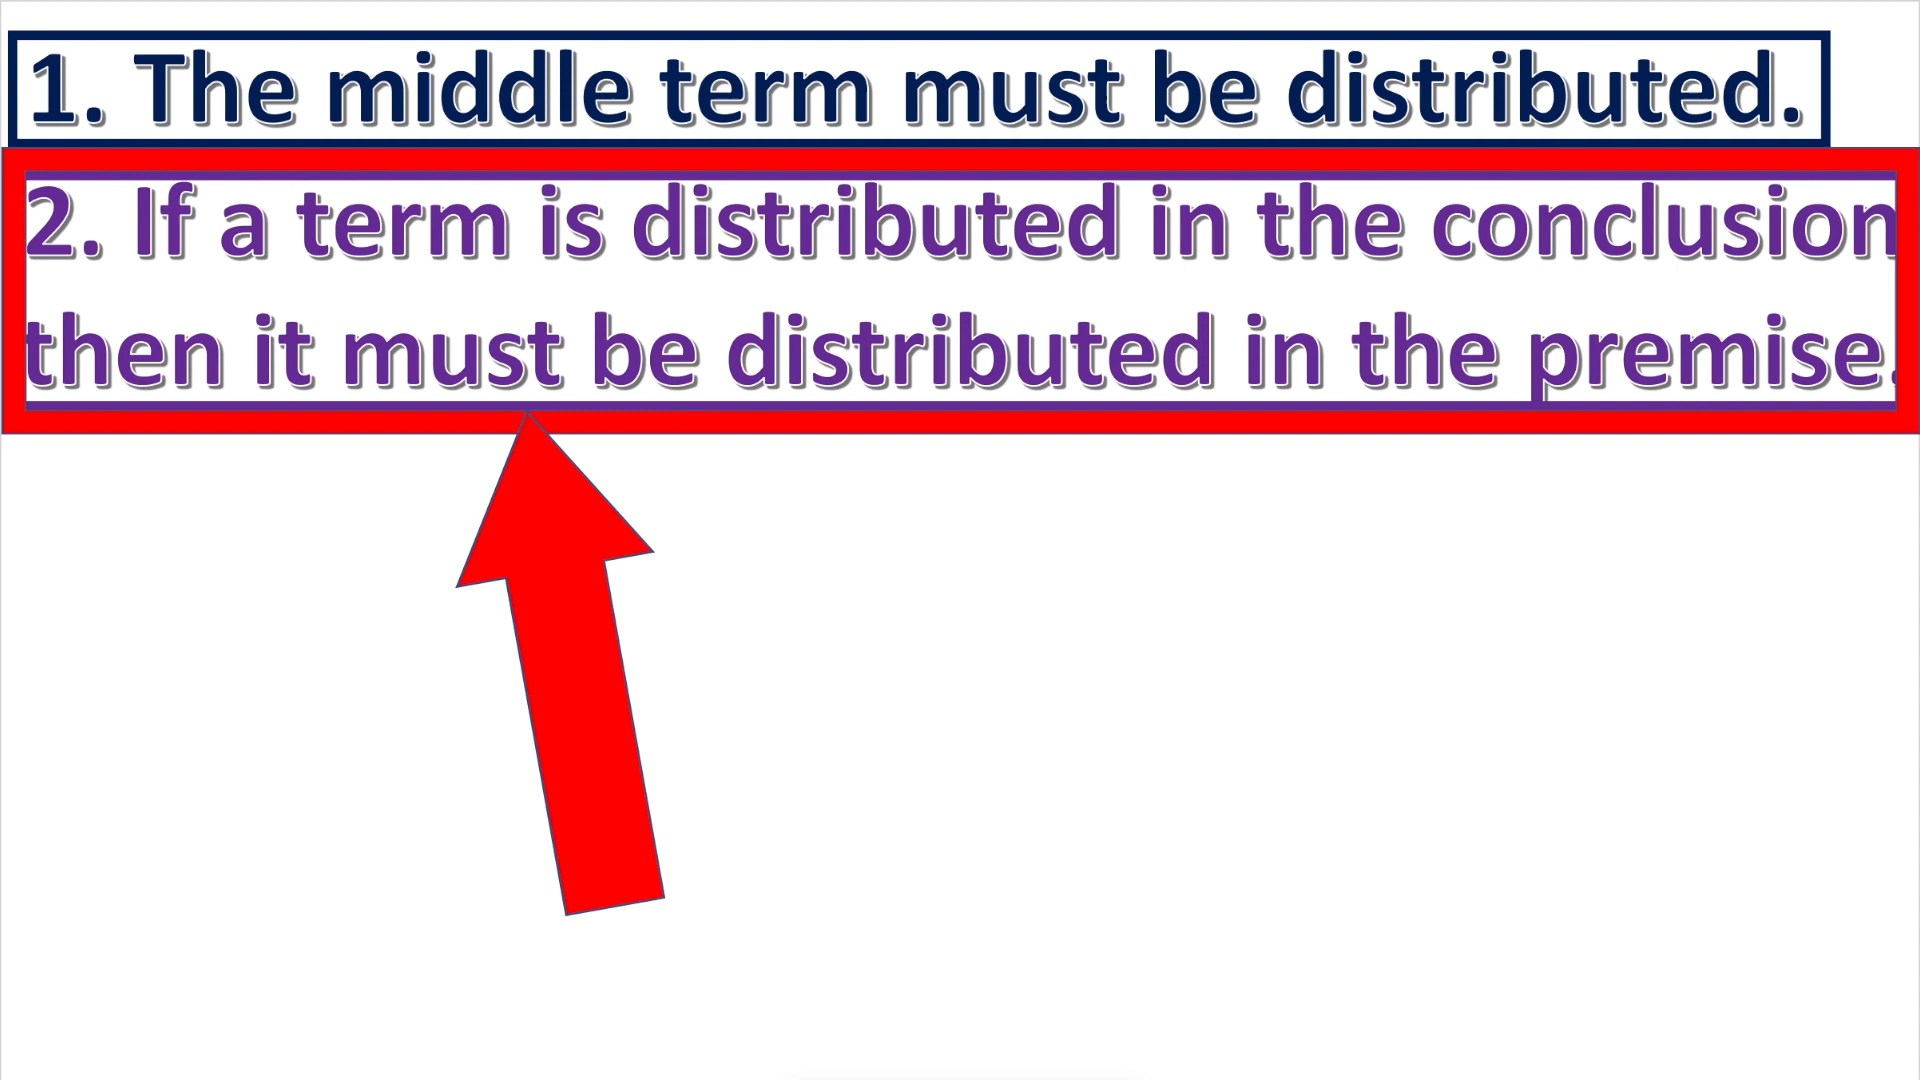 1. The middle term must be distributed.
2. If a term is distributed in the conclusion
then it must be distributed in the premise.